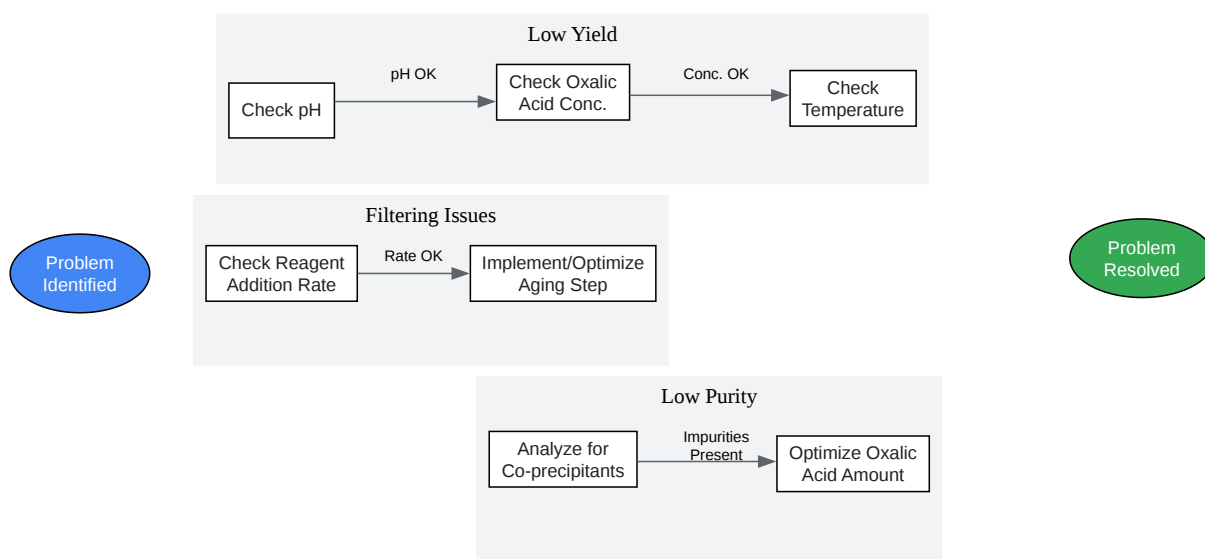 Low Yield
pH OK
Conc. OK
Check pH
Check Oxalic
Acid Conc.
Check
Temperature
Filtering Issues
Problem
Identified
Check Reagent
Addition Rate
Rate OK
Implement/Optimize
Aging Step
Problem
Resolved
Low Purity
Analyze for
Co-precipitants
Impurities
Present
Optimize Oxalic
Acid Amount